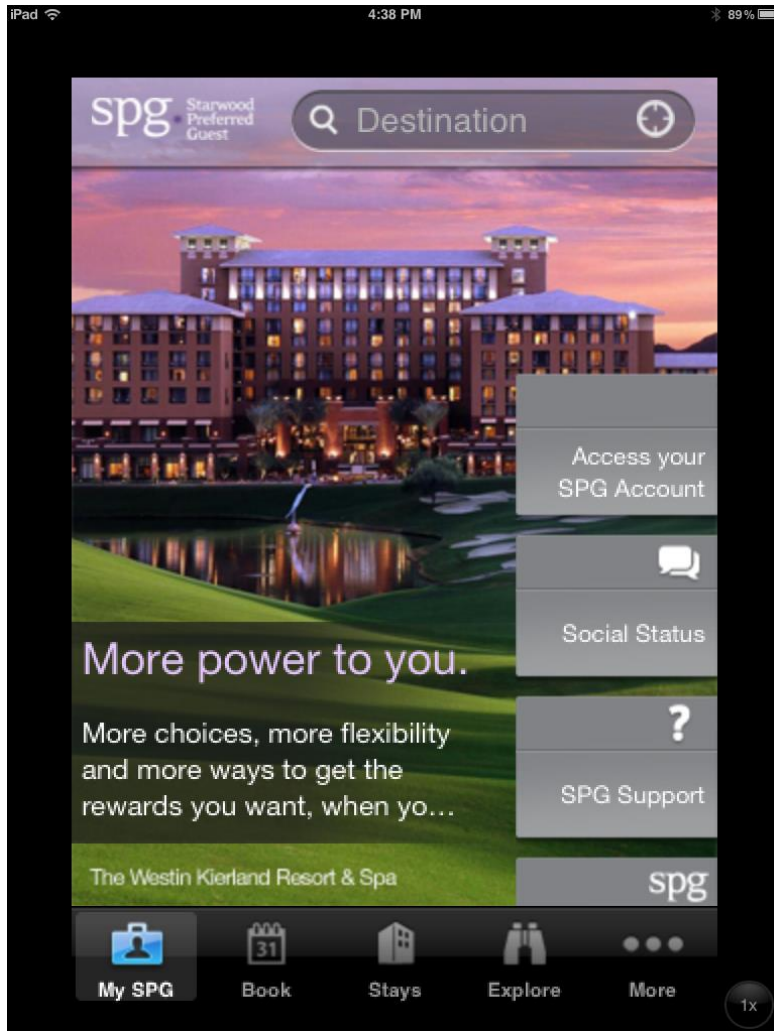 iPad 4:38 PM 89%
spg Starwood
Preferred
Guest
Destination
Access your
SPG Account
Social Status
More power to you.
More choices, more flexibility
and more ways to get the
rewards you want, when yo...
?
SPG Support
The Westin Kierland Resort & Spa
spg
31
My SPG Book Stays Explore More
1x